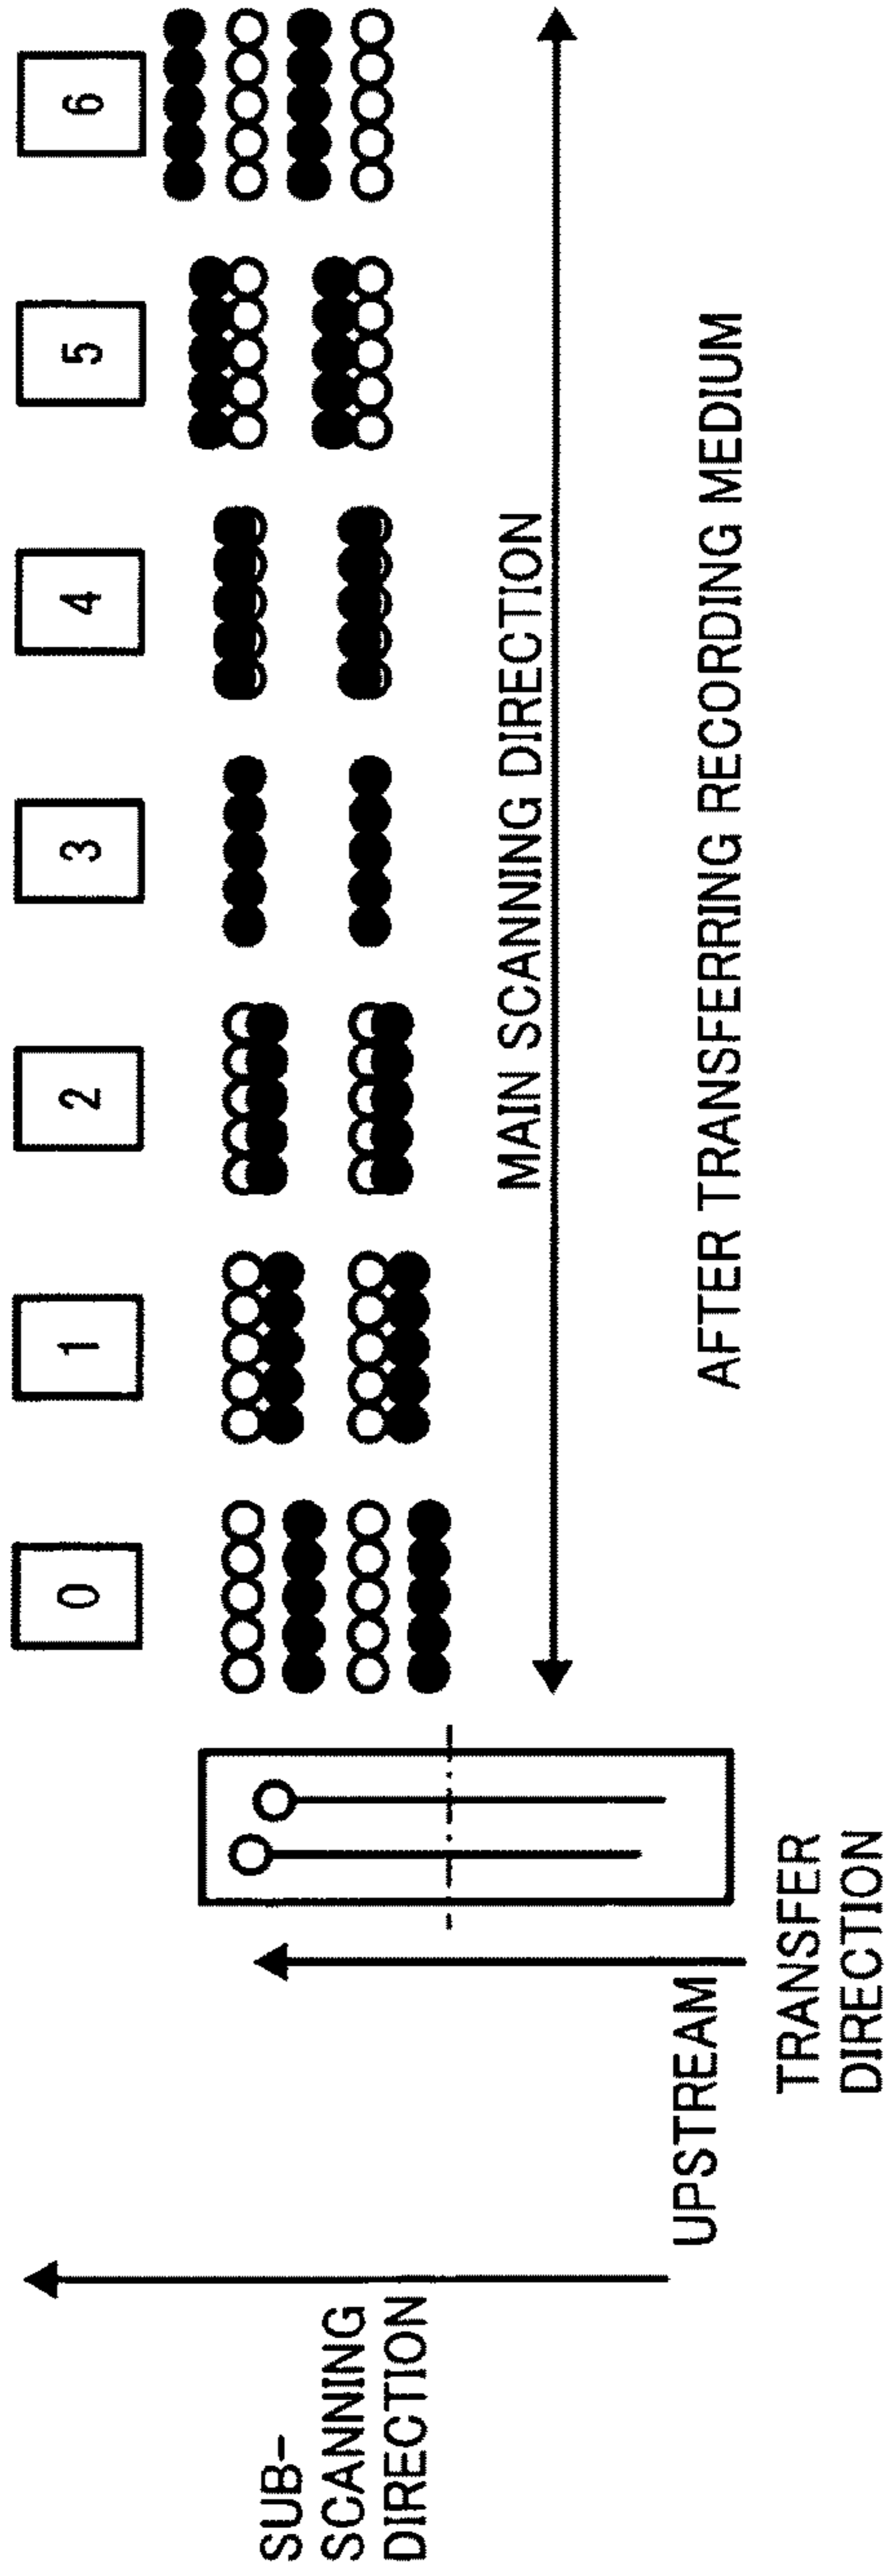 0
1
2
3
4
5
6
SUB-
SCANNING
DIRECTION
MAIN SCANNING DIRECTION
UPSTREAM
TRANSFER
DIRECTION
AFTER TRANSFERRING RECORDING MEDIUM